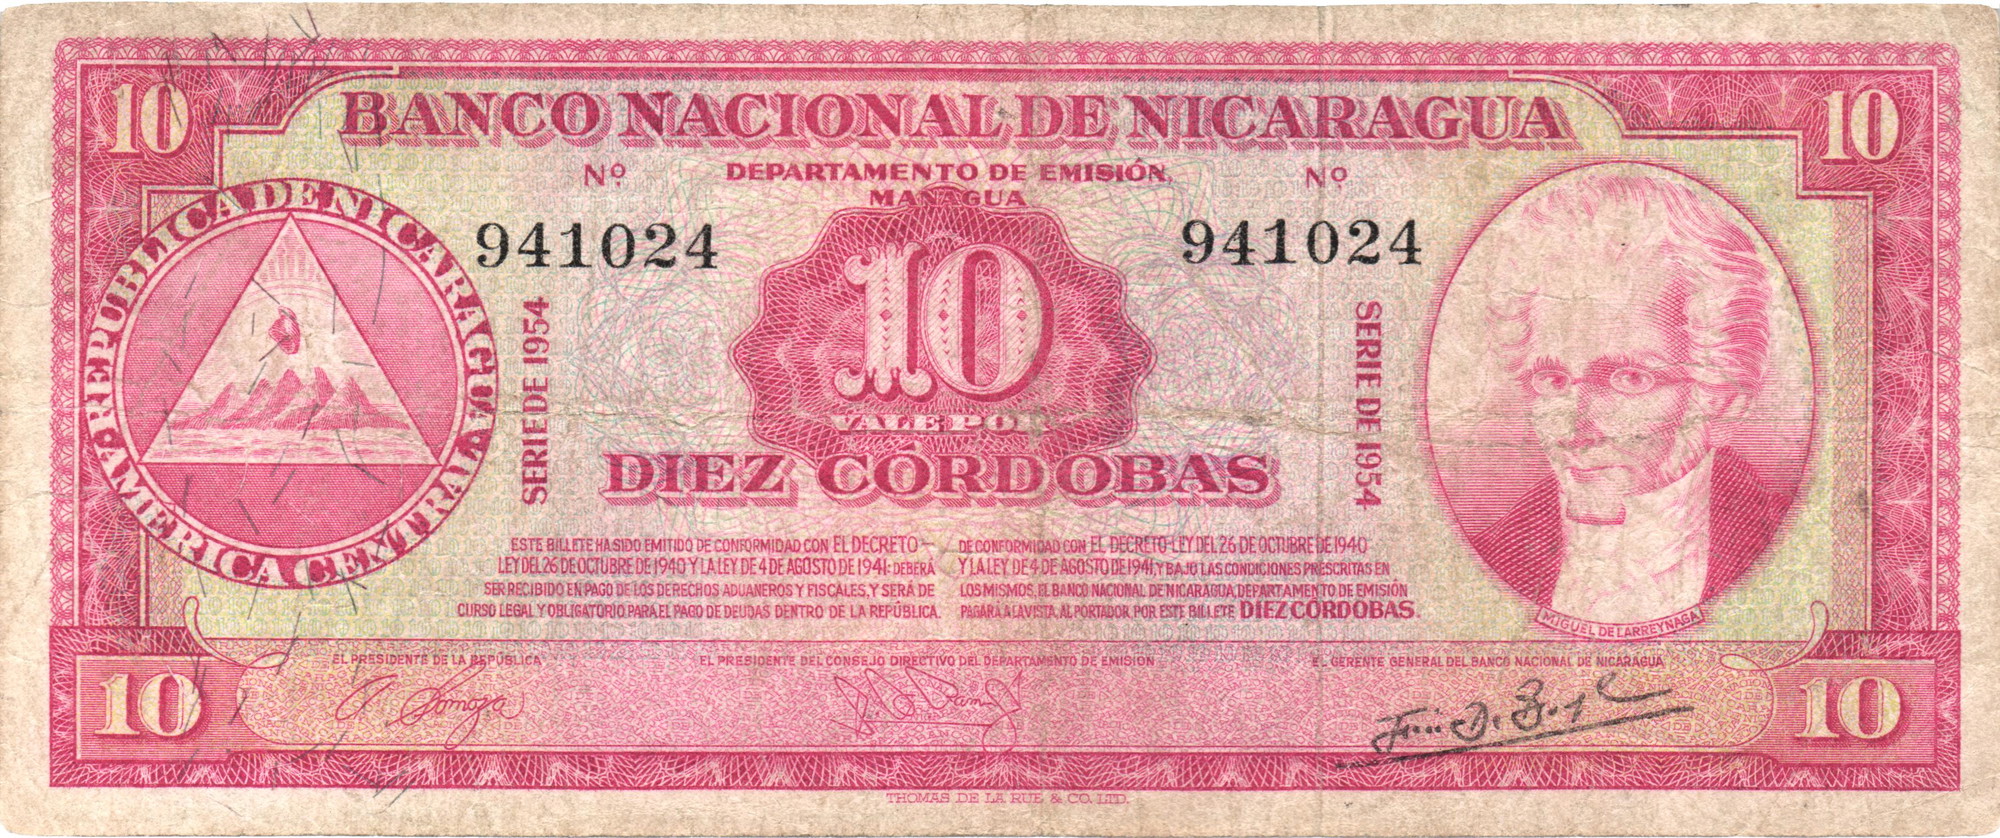 10
BANCO NACIONAL DE NICARAGUA
10
Nº
DEPARTAMENTO DE EMISIÓN,
MANAGUA
Nº
REPUBLICA DE NICARAGUA
AMERICA CENTRAL
941024
941024
SERIE DE 1954
10
VALE POR
DIEZ CÓRDOBAS
SERIE DE 1954
ESTE BILLETE HA SIDO EMITIDO DE CONFORMIDAD CON EL DECRETO-
LEY DEL 26 DE OCTUBRE DE 1940 Y LA LEY DE 4 DE AGOSTO DE 1941: DEBERÁ
SER RECIBIDO EN PAGO DE LOS DERECHOS ADUANEROS Y FISCALES, Y SERÁ DE
CURSO LEGAL Y OBLIGATORIO PARA EL PAGO DE DEUDAS DENTRO DE LA REPÚBLICA.
DE CONFORMIDAD CON EL DECRETO-LEY DEL 26 DE OCTUBRE DE 1940
Y LA LEY DE 4 DE AGOSTO DE 1941, Y BAJO LAS CONDICIONES PRESCRITAS EN
LOS MISMOS, EL BANCO NACIONAL DE NICARAGUA, DEPARTAMENTO DE EMISIÓN
PAGARÁ A LA VISTA, AL PORTADOR, POR ESTE BILLETE DIEZ CÓRDOBAS.
MIGUEL DE LARREYNAGA
EL PRESIDENTE DE LA REPÚBLICA
EL PRESIDENTE DEL CONSEJO DIRECTIVO DEL DEPARTAMENTO DE EMISION
EL GERENTE GENERAL DEL BANCO NACIONAL DE NICARAGUA
10
A. Somoza
10
THOMAS DE LA RUE & CO. LTD.